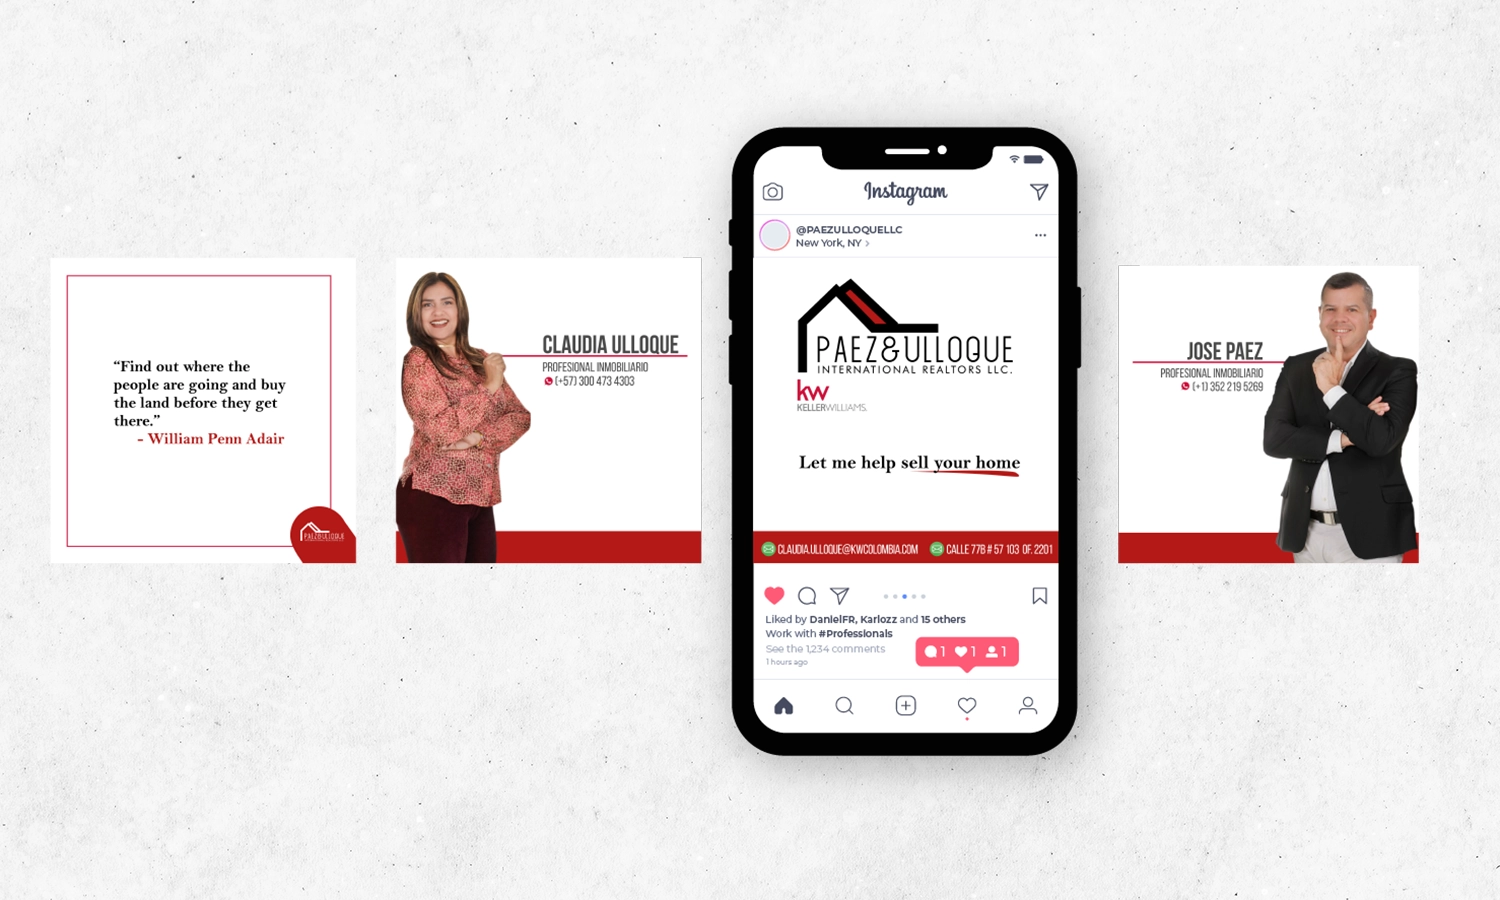 “Find out where the
people are going and buy
the land before they get
there.”
- William Penn Adair
PAEZ&ULLOQUE
CLAUDIA ULLOQUE
PROFESIONAL INMOBILIARIO
(+57) 300 473 4303
Instagram
@PAEZULLOQUELLC
New York, NY >
PAEZ&ULLOQUE
INTERNATIONAL REALTORS LLC.
kw
KELLERWILLIAMS.
Let me help sell your home
CLAUDIA.ULLOQUE@KWCOLOMBIA.COM CALLE 77B # 57 103 OF. 2201
Liked by DanielFR, Karlozz and 15 others
Work with #Professionals
See the 1,234 comments
1 hours ago
1 1 1
JOSE PAEZ
PROFESIONAL INMOBILIARIO
(+1) 352 219 5269